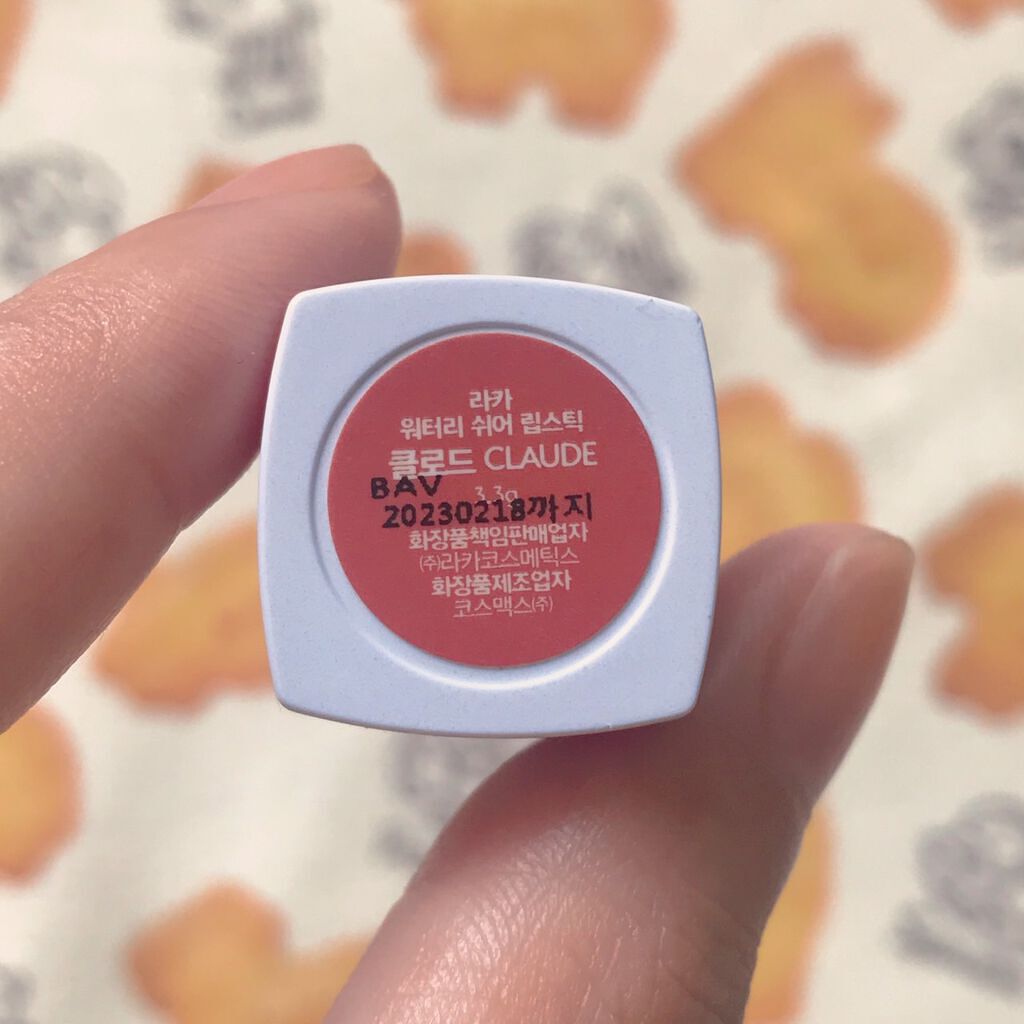 라카
워터리 쉬어 립스틱
클로드 CLAUDE
3.3g
BAV
20230218까지
화장품책임판매업자
㈜라카코스메틱스
화장품제조업자
코스맥스㈜